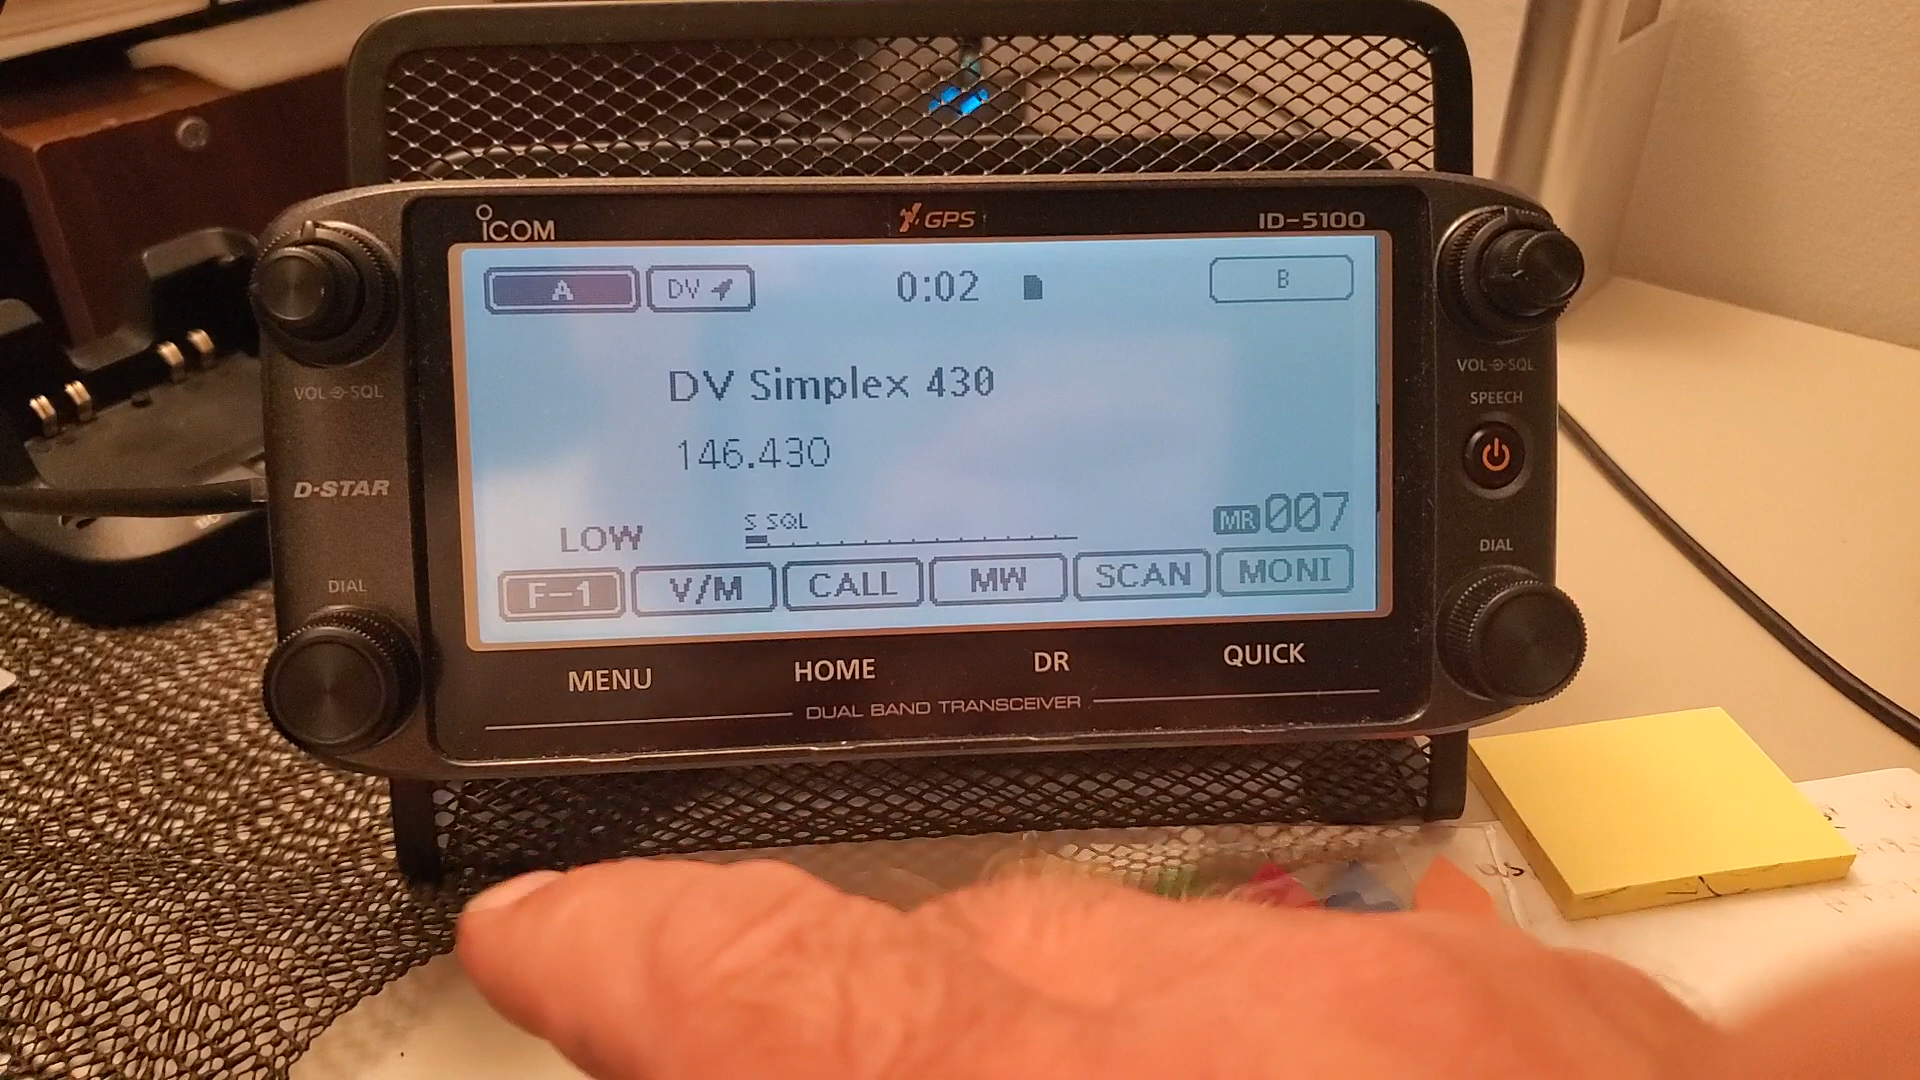 ICOM
GPS
ID-5100
A DV 0:02 B
DV Simplex 430
146.430
S SQL
LOW
MR 007
F-1 V/M CALL MW SCAN MONI
MENU HOME DR QUICK
DUAL BAND TRANSCEIVER
VOL SQL
D-STAR
DIAL
VOL SQL
SPEECH
DIAL